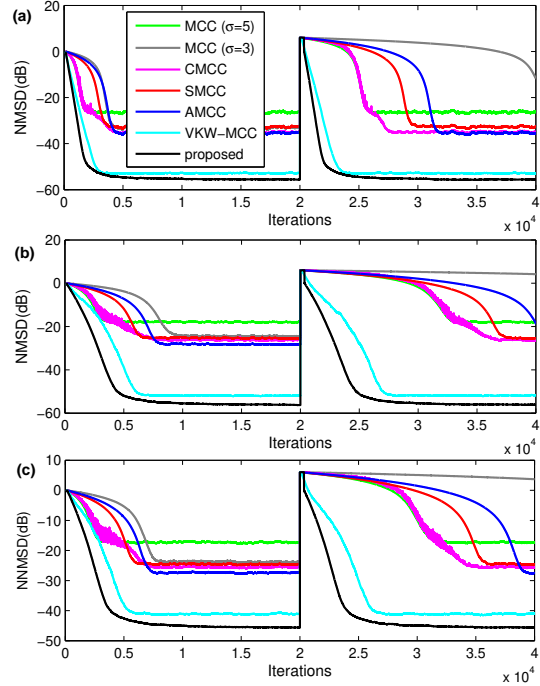 (a)
20
0
−20
−40
−60
NMSD(dB)
MCC (σ=5)
MCC (σ=3)
CMCC
SMCC
AMCC
VKW−MCC
proposed
0 0.5 1 1.5 2 2.5 3 3.5 4
Iterations
x 10^4
(b)
20
0
−20
−40
−60
NMSD(dB)
0 0.5 1 1.5 2 2.5 3 3.5 4
Iterations
x 10^4
(c)
10
0
−10
−20
−30
−40
−50
NNMSD(dB)
0 0.5 1 1.5 2 2.5 3 3.5 4
Iterations
x 10^4